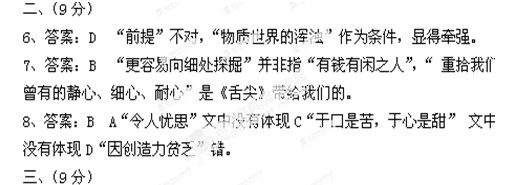 二、(9分)
6、答案：D “前提”不对，“物质世界的浑浊”作为条件，显得牵强。
7、答案：B “更容易向细处探掘”并非指“有钱有闲之人”，“ 重拾我们
曾有的静心、细心、耐心”是《舌尖》带给我们的。
8、答案：B A“令人忧思”文中没有体现 C“于口是苦，于心是甜” 文中
没有体现 D“因创造力贫乏”错。
三、(9分)